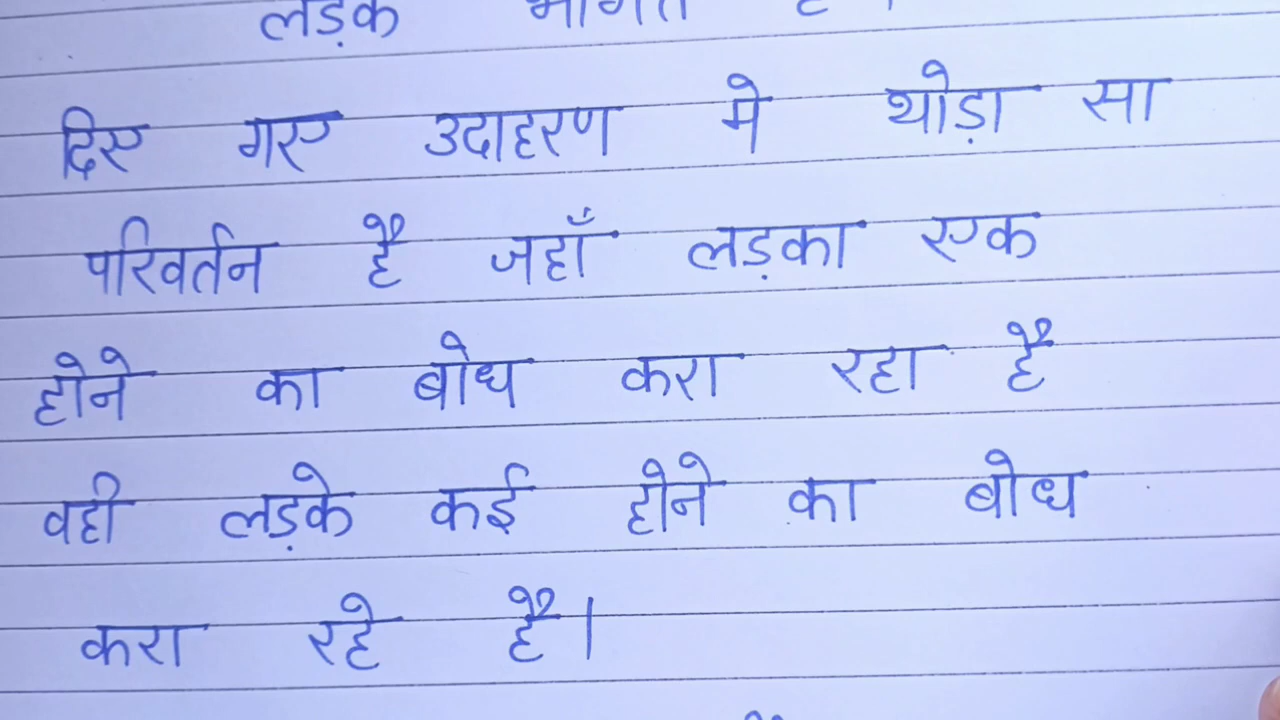 दिए गए उदाहरण मे थोड़ा सा
परिवर्तन है जहाँ लड़का एक
होने का बोध करा रहा है
वही लड़के कई होने का बोध
करा रहे है।